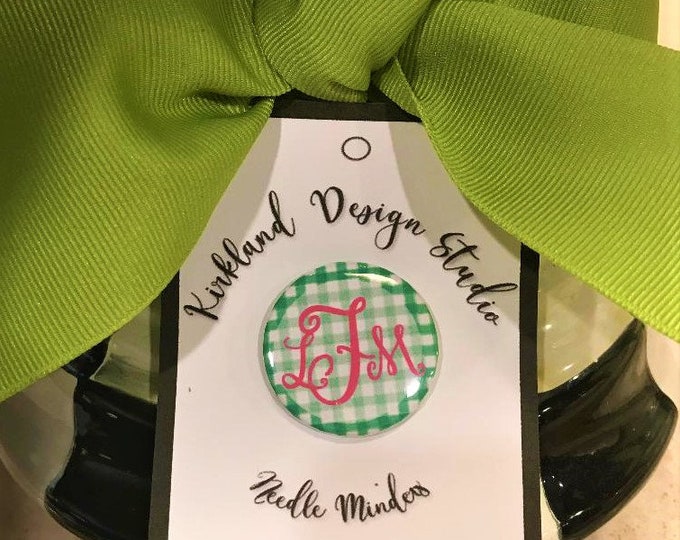 Kirkland Design Studio
LFM
Needle Minders